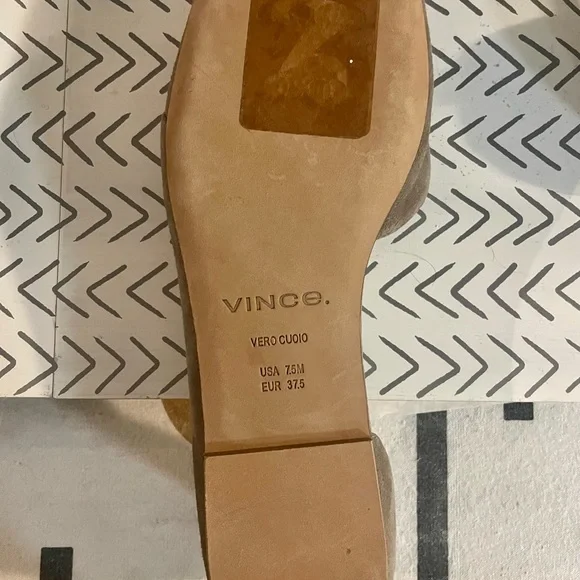 VINCE.
VERO CUOIO
USA 7.5M
EUR 37.5